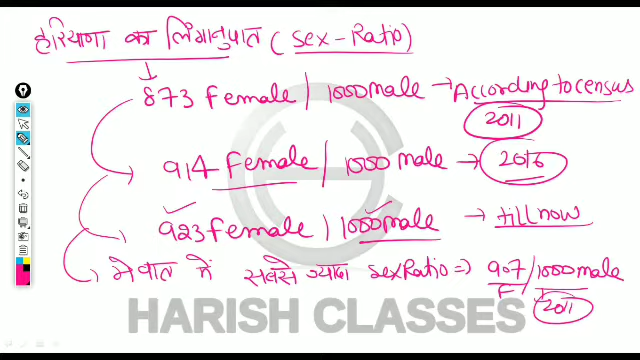 हरियाणा का लिंगानुपात (Sex-Ratio)
873 Female / 1000 male → According to census 2011
914 Female / 1000 male → 2016
923 Female / 1000 male → till now
मेवात में सबसे ज्यादा Sex Ratio ⇒ 907 F / 1000 male 2011
HARISH CLASSES